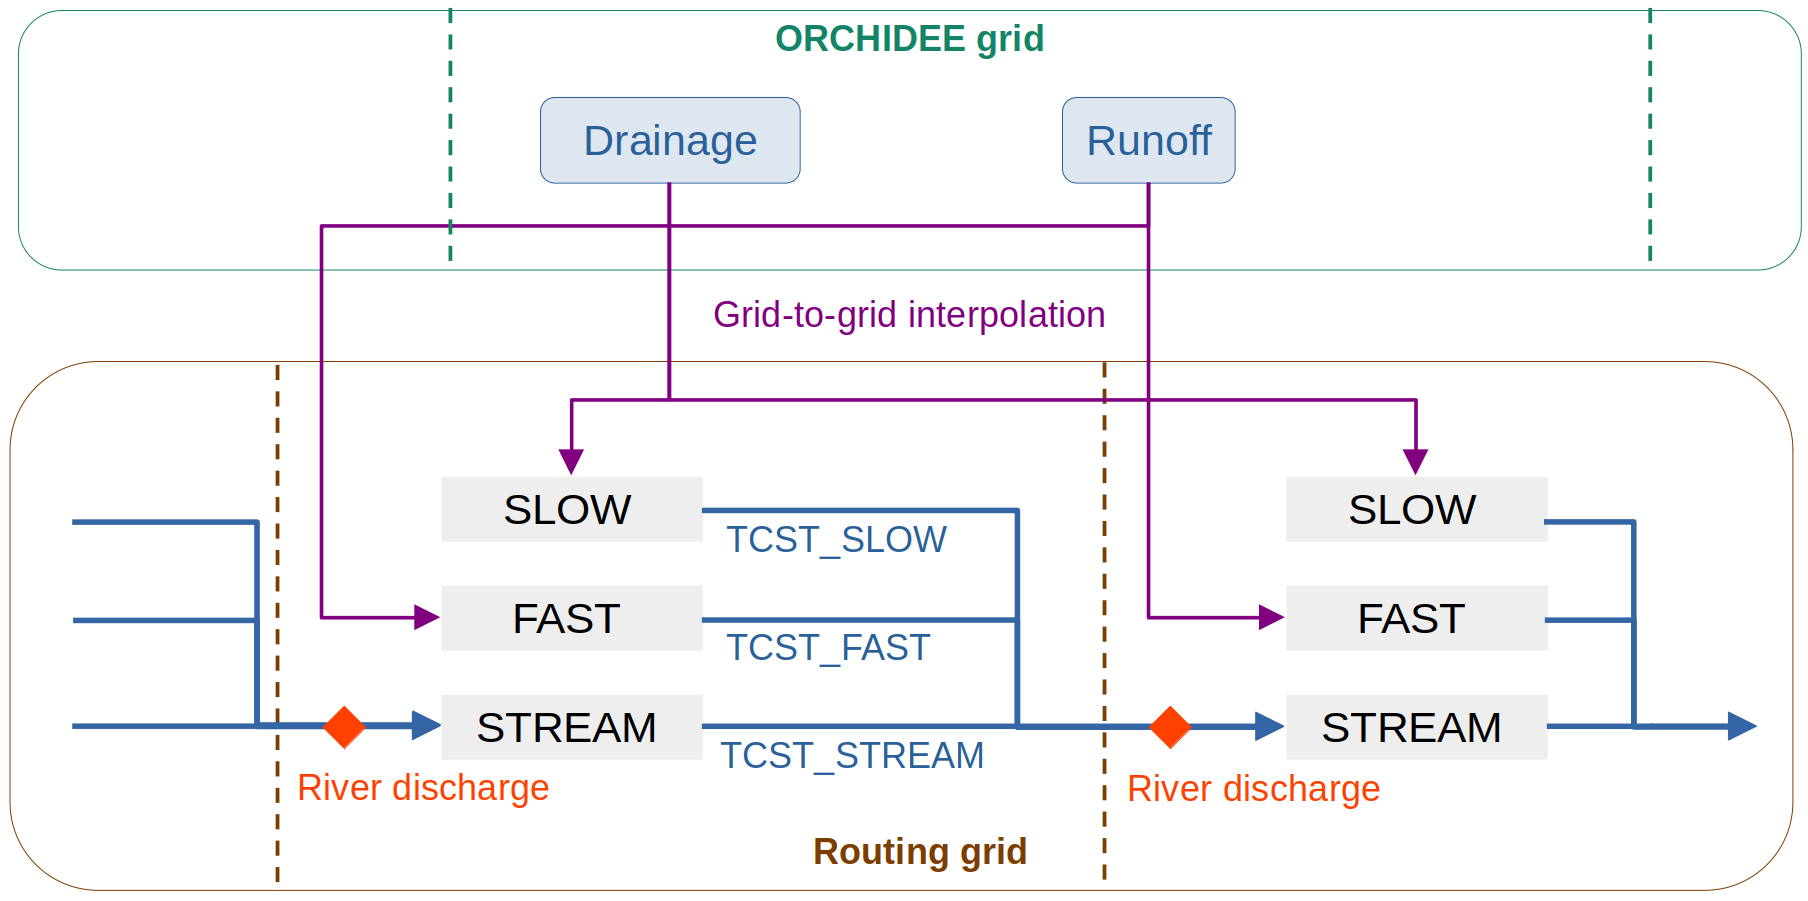 ORCHIDEE grid
Drainage
Runoff
Grid-to-grid interpolation
SLOW
SLOW
TCST_SLOW
FAST
FAST
TCST_FAST
STREAM
STREAM
TCST_STREAM
River discharge
River discharge
Routing grid